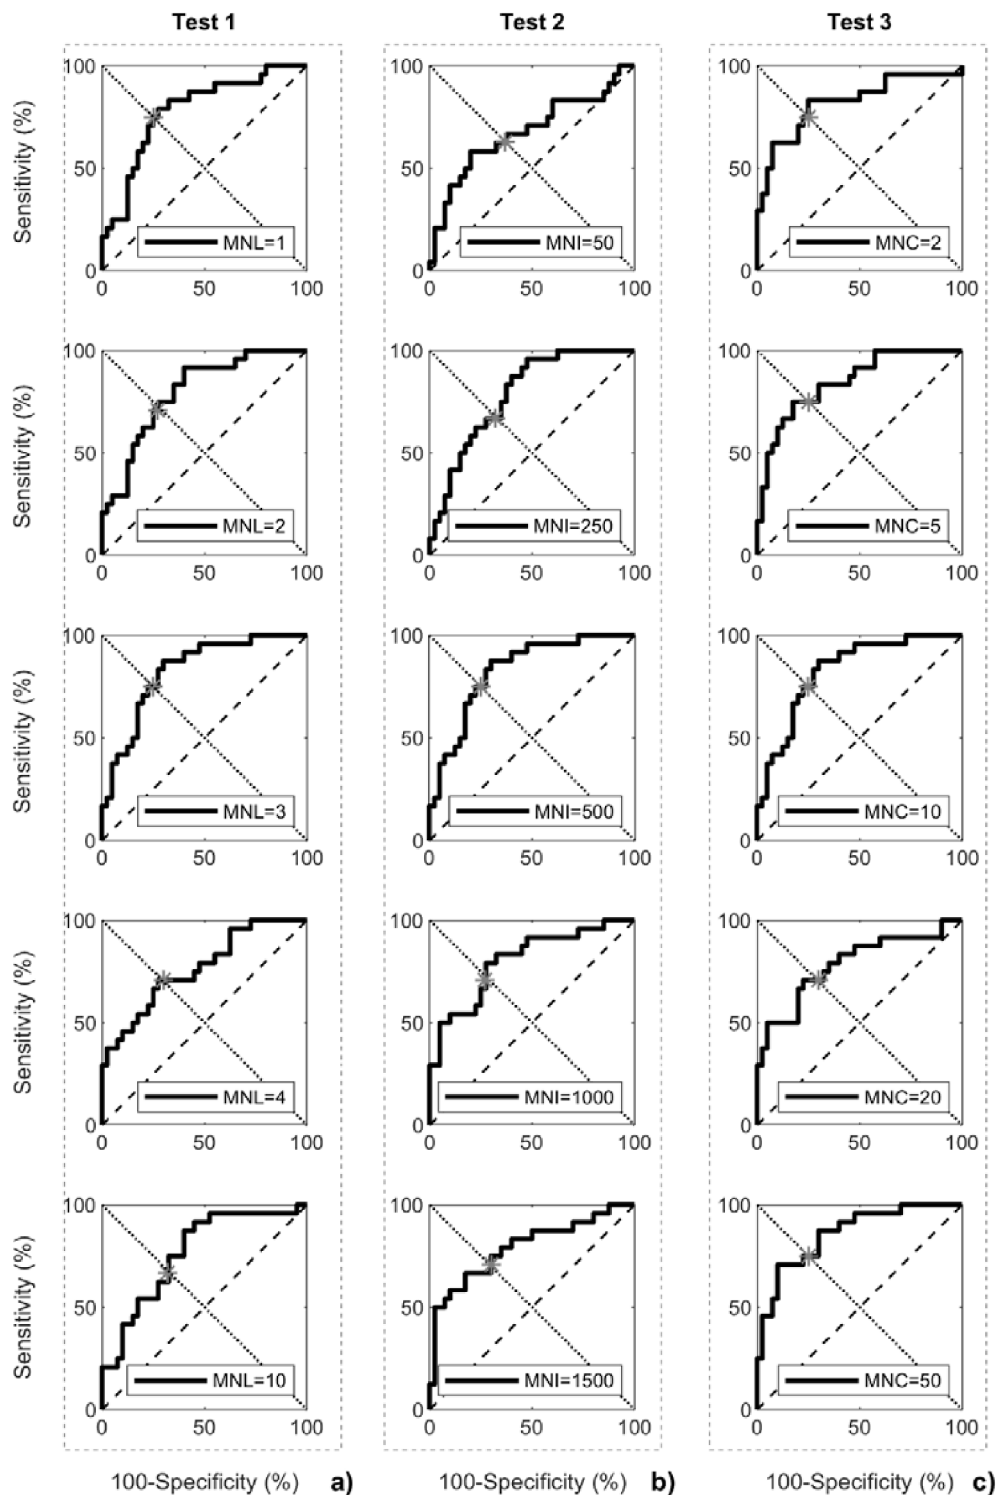 Test 1 Test 2 Test 3
Sensitivity (%)
100 100 100
50 50 50
MNL=1 MNI=50 MNC=2
0 0 0
0 50 100 0 50 100 0 50 100
Sensitivity (%)
100 100 100
50 50 50
MNL=2 MNI=250 MNC=5
0 0 0
0 50 100 0 50 100 0 50 100
Sensitivity (%)
100 100 100
50 50 50
MNL=3 MNI=500 MNC=10
0 0 0
0 50 100 0 50 100 0 50 100
Sensitivity (%)
100 100 100
50 50 50
MNL=4 MNI=1000 MNC=20
0 0 0
0 50 100 0 50 100 0 50 100
Sensitivity (%)
100 100 100
50 50 50
MNL=10 MNI=1500 MNC=50
0 0 0
0 50 100 0 50 100 0 50 100
100-Specificity (%) a) 100-Specificity (%) b) 100-Specificity (%) c)